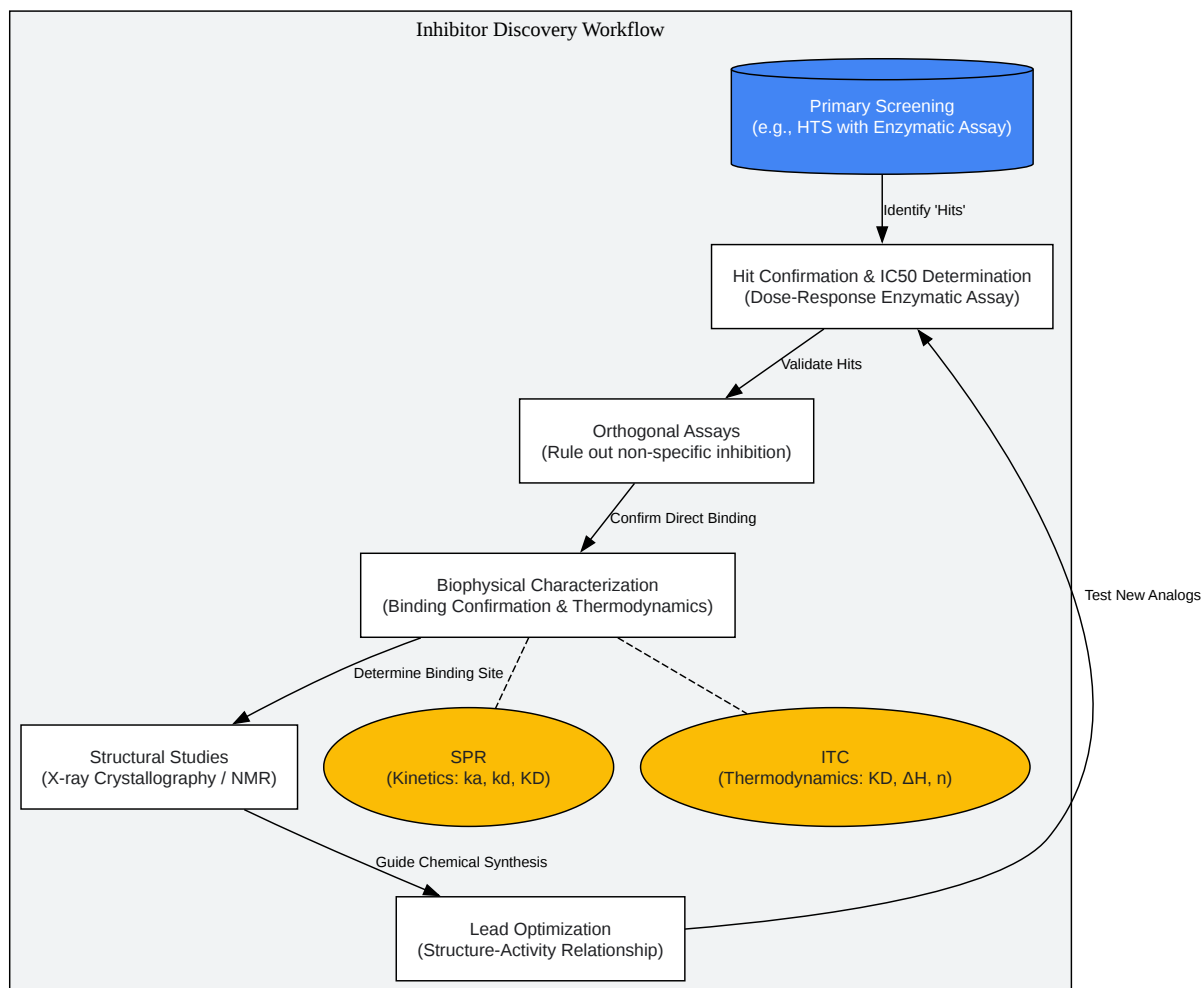 Inhibitor Discovery Workflow
Primary Screening
(e.g., HTS with Enzymatic Assay)
Identify 'Hits'
Hit Confirmation & IC50 Determination
(Dose-Response Enzymatic Assay)
Validate Hits
Orthogonal Assays
(Rule out non-specific inhibition)
Confirm Direct Binding
Biophysical Characterization
(Binding Confirmation & Thermodynamics)
Test New Analogs
Determine Binding Site
Structural Studies
(X-ray Crystallography / NMR)
SPR
(Kinetics: ka, kd, KD)
ITC
(Thermodynamics: KD, ΔH, n)
Guide Chemical Synthesis
Lead Optimization
(Structure-Activity Relationship)